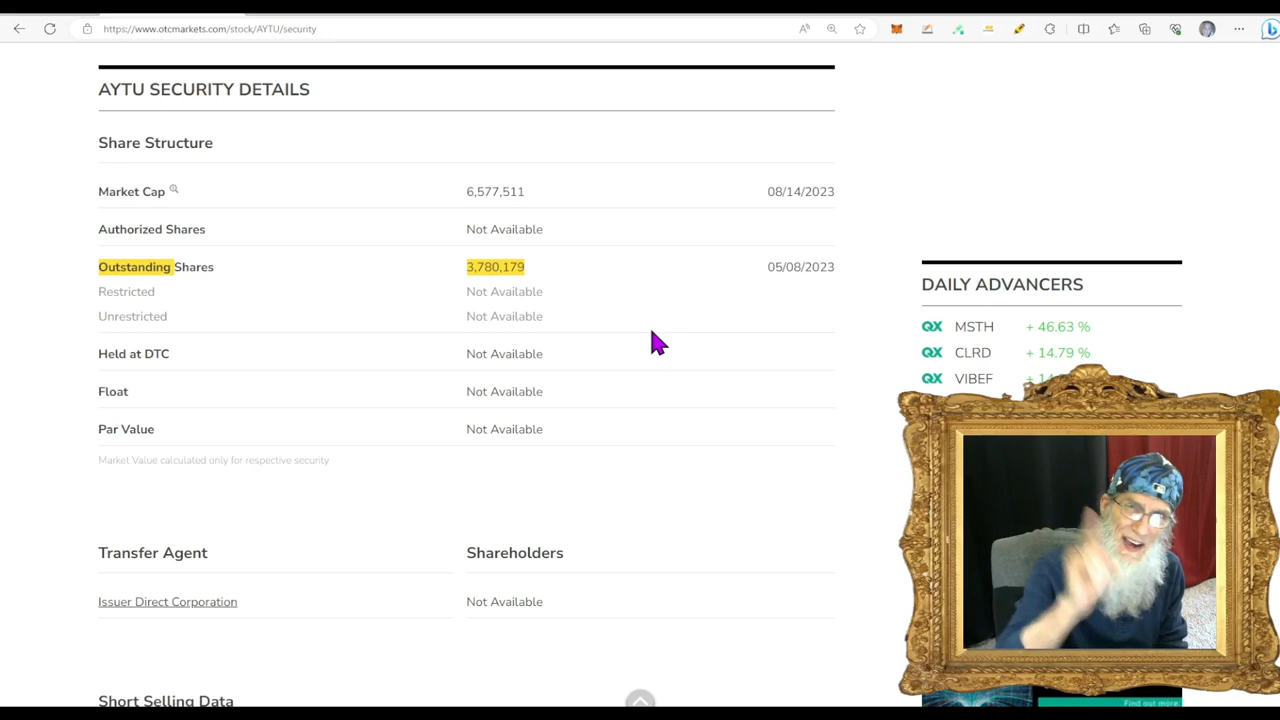 https://www.otcmarkets.com/stock/AYTU/security
AYTU SECURITY DETAILS
Share Structure
Market Cap 6,577,511 08/14/2023
Authorized Shares Not Available
Outstanding Shares 3,780,179 05/08/2023
Restricted Not Available
Unrestricted Not Available
Held at DTC Not Available
Float Not Available
Par Value Not Available
Market Value calculated only for respective security
Transfer Agent Shareholders
Issuer Direct Corporation Not Available
Short Selling Data
DAILY ADVANCERS
QX MSTH + 46.63 %
QX CLRD + 14.79 %
QX VIBEF
Find out more